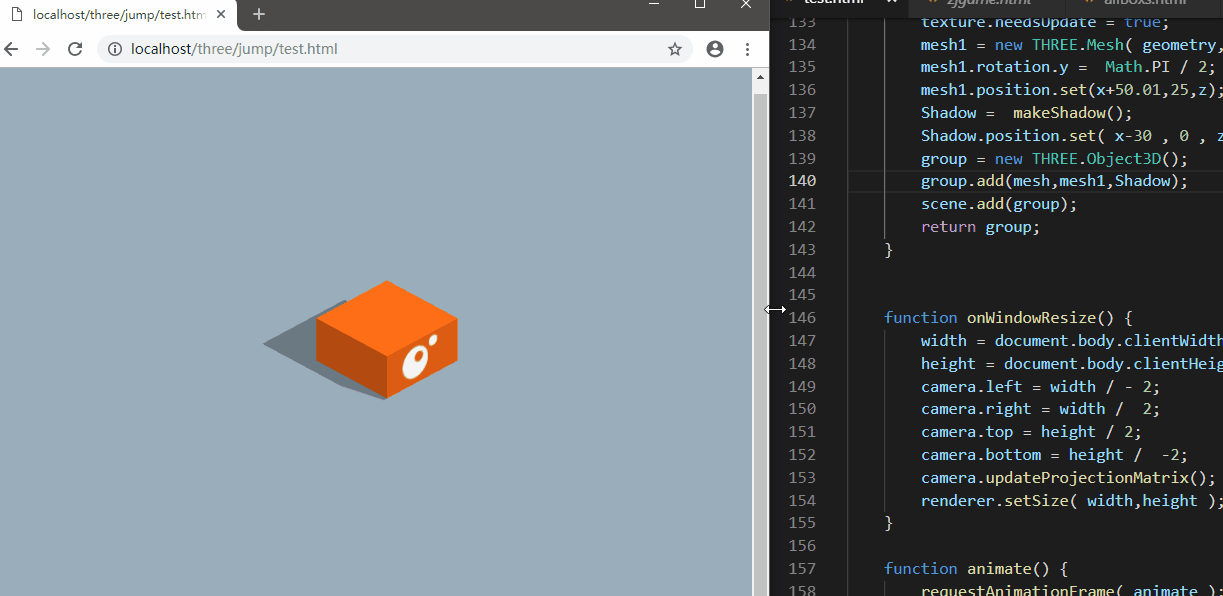 localhost/three/jump/test.htm
localhost/three/jump/test.html
test.html
zjgame.html
allbox3.html
133 texture.needsUpdate = true;
134 mesh1 = new THREE.Mesh( geometry,
135 mesh1.rotation.y =  Math.PI / 2;
136 mesh1.position.set(x+50.01,25,z);
137 Shadow =  makeShadow();
138 Shadow.position.set( x-30 , 0 , z
139 group = new THREE.Object3D();
140 group.add(mesh,mesh1,Shadow);
141 scene.add(group);
142 return group;
143 }
144
145
146 function onWindowResize() {
147 width = document.body.clientWidth
148 height = document.body.clientHeig
149 camera.left = width / - 2;
150 camera.right = width /  2;
151 camera.top = height / 2;
152 camera.bottom = height /  -2;
153 camera.updateProjectionMatrix();
154 renderer.setSize( width,height );
155 }
156
157 function animate() {
158 requestAnimationFrame( animate );